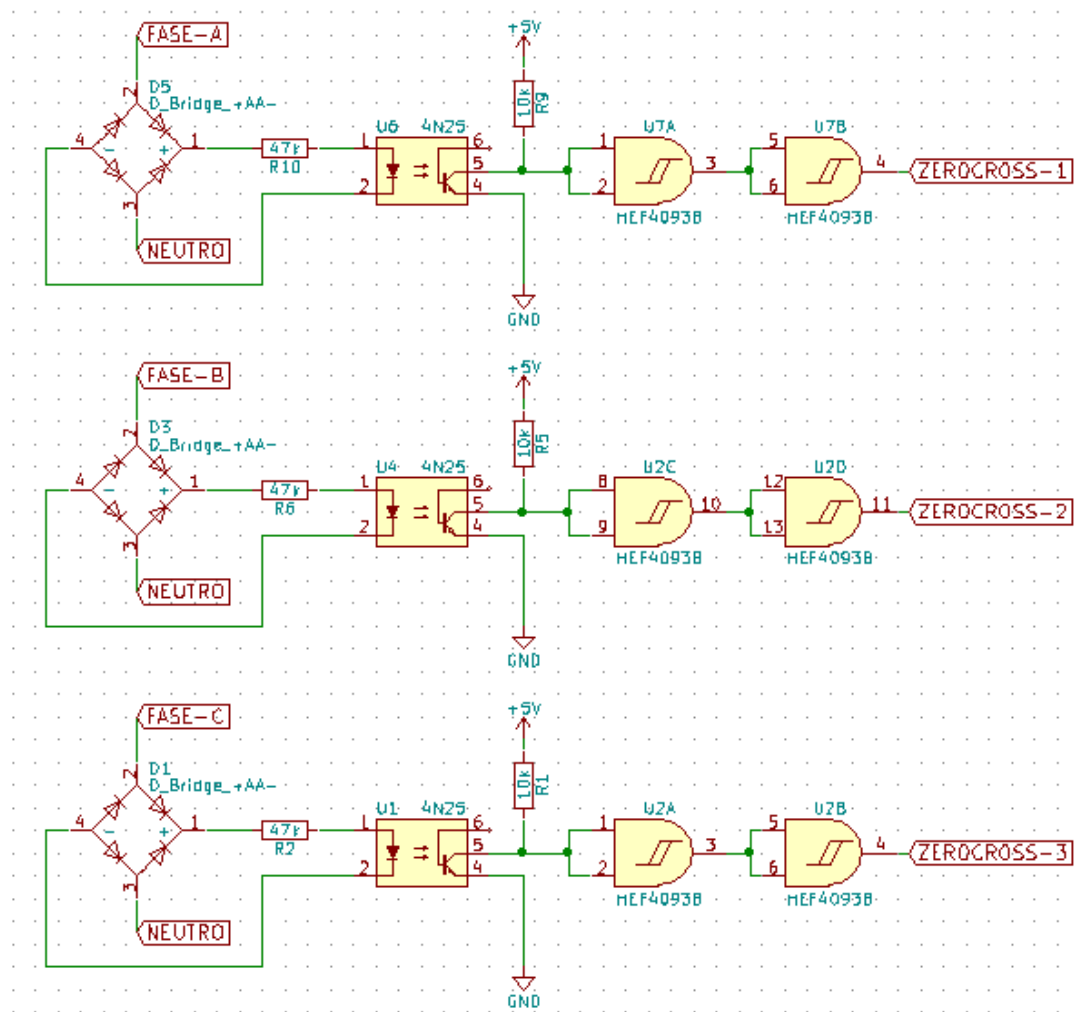 FASE-A
+5V
D5
D_Bridge_+AA-
2
10k
R9
U6 4N25
U7A
U7B
4
-
+
1
47k
R10
1
6
5
4
2
1
2
3
5
6
4
ZEROCROSS-1
HEF4093B
HEF4093B
3
NEUTRO
GND
FASE-B
+5V
D3
D_Bridge_+AA-
2
10k
R5
U4 4N25
U2C
U2D
4
-
+
1
47k
R6
1
6
5
4
2
8
9
10
12
13
11
ZEROCROSS-2
HEF4093B
HEF4093B
3
NEUTRO
GND
FASE-C
+5V
D1
D_Bridge_+AA-
2
10k
R1
U1 4N25
U2A
U2B
4
-
+
1
47k
R2
1
6
5
4
2
1
2
3
5
6
4
ZEROCROSS-3
HEF4093B
HEF4093B
3
NEUTRO
GND